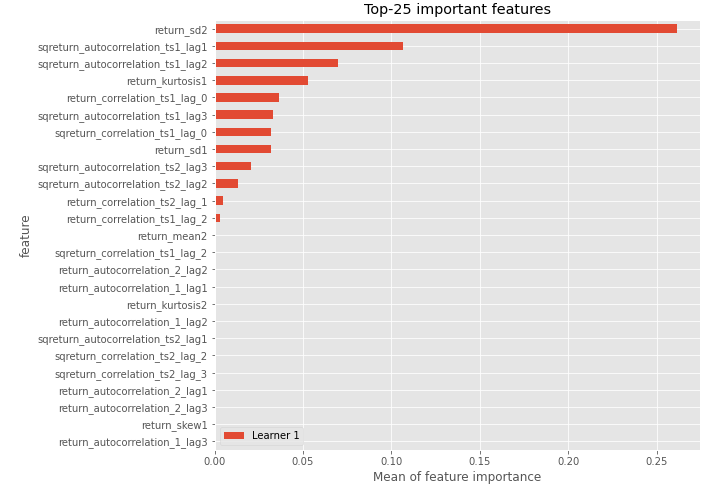 Top-25 important features
return_sd2
sqreturn_autocorrelation_ts1_lag1
sqreturn_autocorrelation_ts1_lag2
return_kurtosis1
return_correlation_ts1_lag_0
sqreturn_autocorrelation_ts1_lag3
sqreturn_correlation_ts1_lag_0
return_sd1
sqreturn_autocorrelation_ts2_lag3
sqreturn_autocorrelation_ts2_lag2
return_correlation_ts2_lag_1
return_correlation_ts1_lag_2
return_mean2
sqreturn_correlation_ts1_lag_2
return_autocorrelation_2_lag2
return_autocorrelation_1_lag1
return_kurtosis2
return_autocorrelation_1_lag2
sqreturn_autocorrelation_ts2_lag1
sqreturn_correlation_ts2_lag_2
sqreturn_correlation_ts2_lag_3
return_autocorrelation_2_lag1
return_autocorrelation_2_lag3
return_skew1
return_autocorrelation_1_lag3
feature
Learner 1
0.00 0.05 0.10 0.15 0.20 0.25
Mean of feature importance